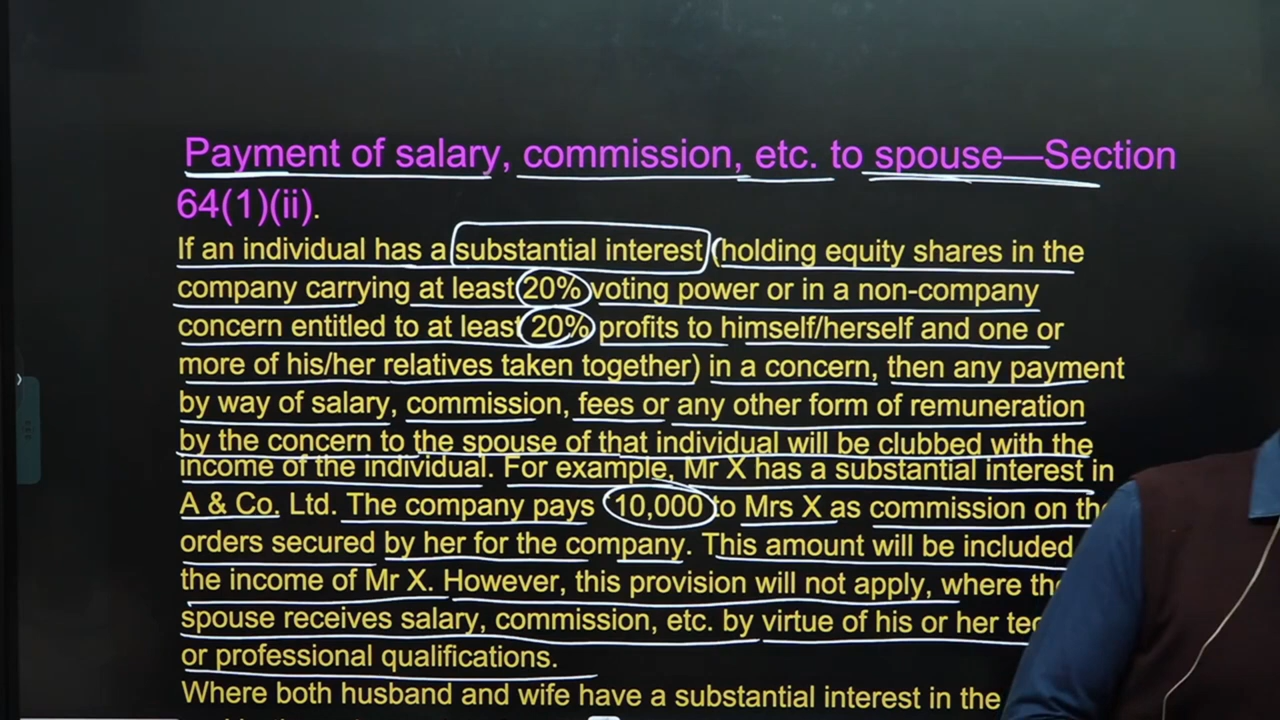 Payment of salary, commission, etc. to spouse—Section
64(1)(ii).
If an individual has a substantial interest (holding equity shares in the
company carrying at least 20% voting power or in a non-company
concern entitled to at least 20% profits to himself/herself and one or
more of his/her relatives taken together) in a concern, then any payment
by way of salary, commission, fees or any other form of remuneration
by the concern to the spouse of that individual will be clubbed with the
income of the individual. For example, Mr X has a substantial interest in
A & Co. Ltd. The company pays 10,000 to Mrs X as commission on
orders secured by her for the company. This amount will be included
the income of Mr X. However, this provision will not apply, where
spouse receives salary, commission, etc. by virtue of his or her
or professional qualifications.
Where both husband and wife have a substantial interest in the